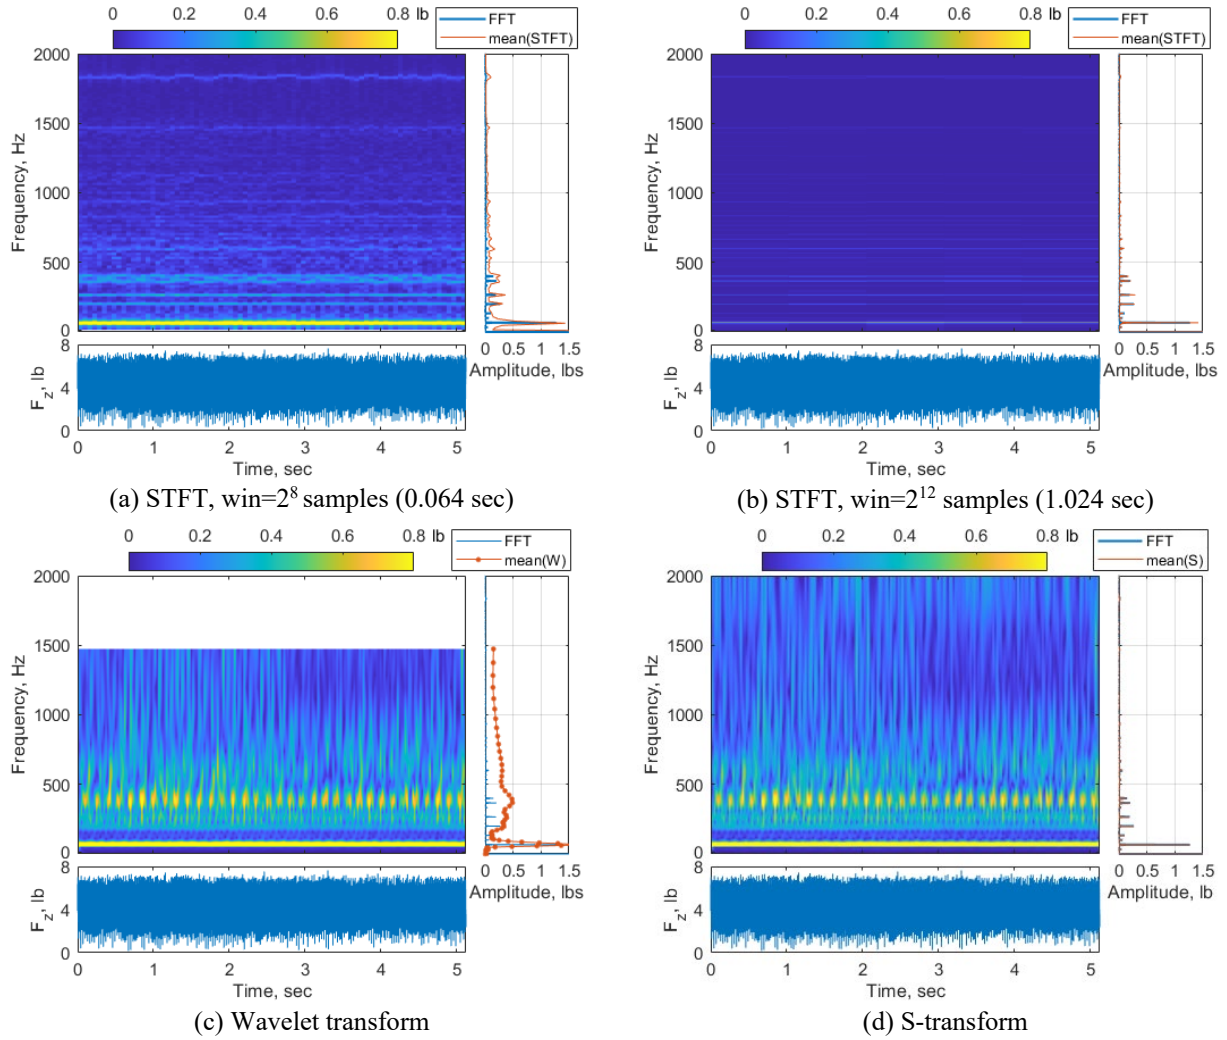 0 0.2 0.4 0.6 0.8 lb
FFT
mean(STFT)
2000
1500
1000
500
0
Frequency, Hz
0 0.5 1 1.5
Amplitude, lbs
8
4
0
F_z, lb
0 1 2 3 4 5
Time, sec
(a) STFT, win=2⁸ samples (0.064 sec)
0 0.2 0.4 0.6 0.8 lb
FFT
mean(STFT)
2000
1500
1000
500
0
Frequency, Hz
0 0.5 1 1.5
Amplitude, lbs
8
4
0
F_z, lb
0 1 2 3 4 5
Time, sec
(b) STFT, win=2¹² samples (1.024 sec)
0 0.2 0.4 0.6 0.8 lb
FFT
mean(W)
2000
1500
1000
500
0
Frequency, Hz
0 0.5 1 1.5
Amplitude, lbs
8
4
0
F_z, lb
0 1 2 3 4 5
Time, sec
(c) Wavelet transform
0 0.2 0.4 0.6 0.8 lb
FFT
mean(S)
2000
1500
1000
500
0
Frequency, Hz
0 0.5 1 1.5
Amplitude, lb
8
4
0
F_z, lb
0 1 2 3 4 5
Time, sec
(d) S-transform